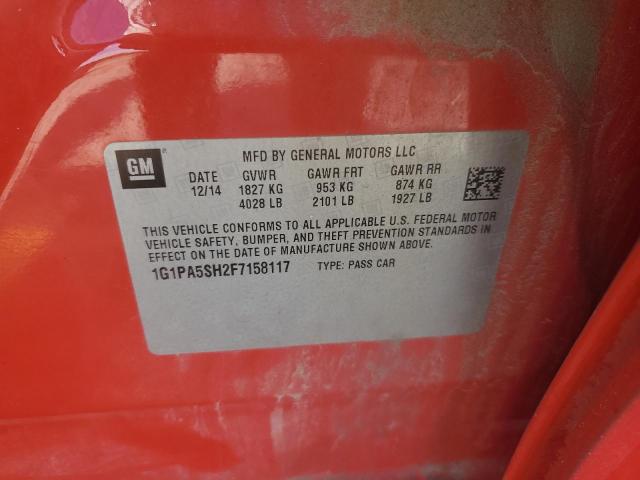 GM
MFD BY GENERAL MOTORS LLC
DATE GVWR GAWR FRT GAWR RR
12/14 1827 KG 953 KG 874 KG
4028 LB 2101 LB 1927 LB
THIS VEHICLE CONFORMS TO ALL APPLICABLE U.S. FEDERAL MOTOR
VEHICLE SAFETY, BUMPER, AND THEFT PREVENTION STANDARDS IN
EFFECT ON THE DATE OF MANUFACTURE SHOWN ABOVE.
1G1PA5SH2F7158117 TYPE: PASS CAR